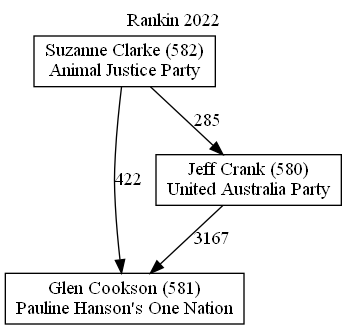 Rankin 2022
Suzanne Clarke (582)
Animal Justice Party
285
Jeff Crank (580)
United Australia Party
422
3167
Glen Cookson (581)
Pauline Hanson's One Nation